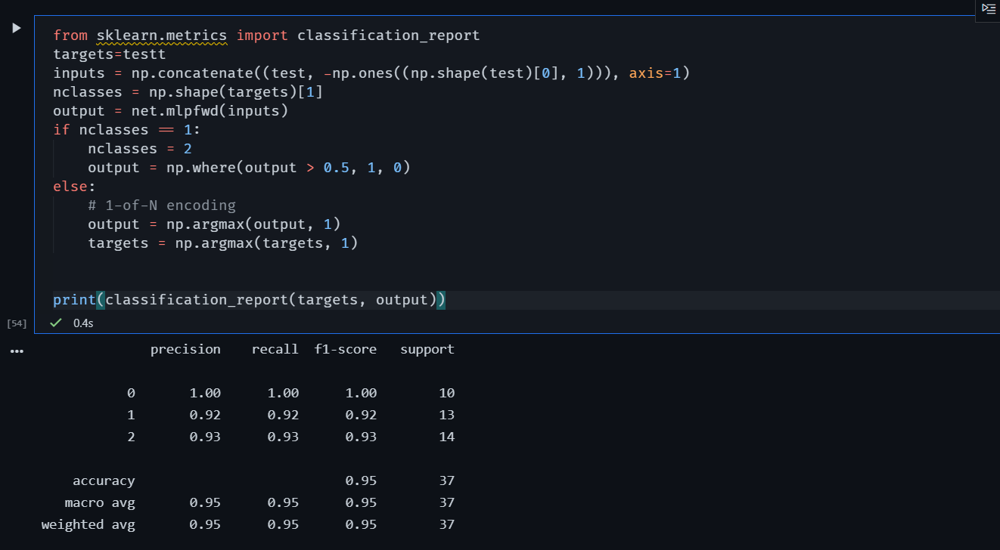 from sklearn.metrics import classification_report
targets=testt
inputs = np.concatenate((test, -np.ones((np.shape(test)[0], 1))), axis=1)
nclasses = np.shape(targets)[1]
output = net.mlpfwd(inputs)
if nclasses == 1:
    nclasses = 2
    output = np.where(output > 0.5, 1, 0)
else:
    # 1-of-N encoding
    output = np.argmax(output, 1)
    targets = np.argmax(targets, 1)
print(classification_report(targets, output))
[54] 0.4s
precision recall f1-score support
0 1.00 1.00 1.00 10
1 0.92 0.92 0.92 13
2 0.93 0.93 0.93 14
accuracy 0.95 37
macro avg 0.95 0.95 0.95 37
weighted avg 0.95 0.95 0.95 37